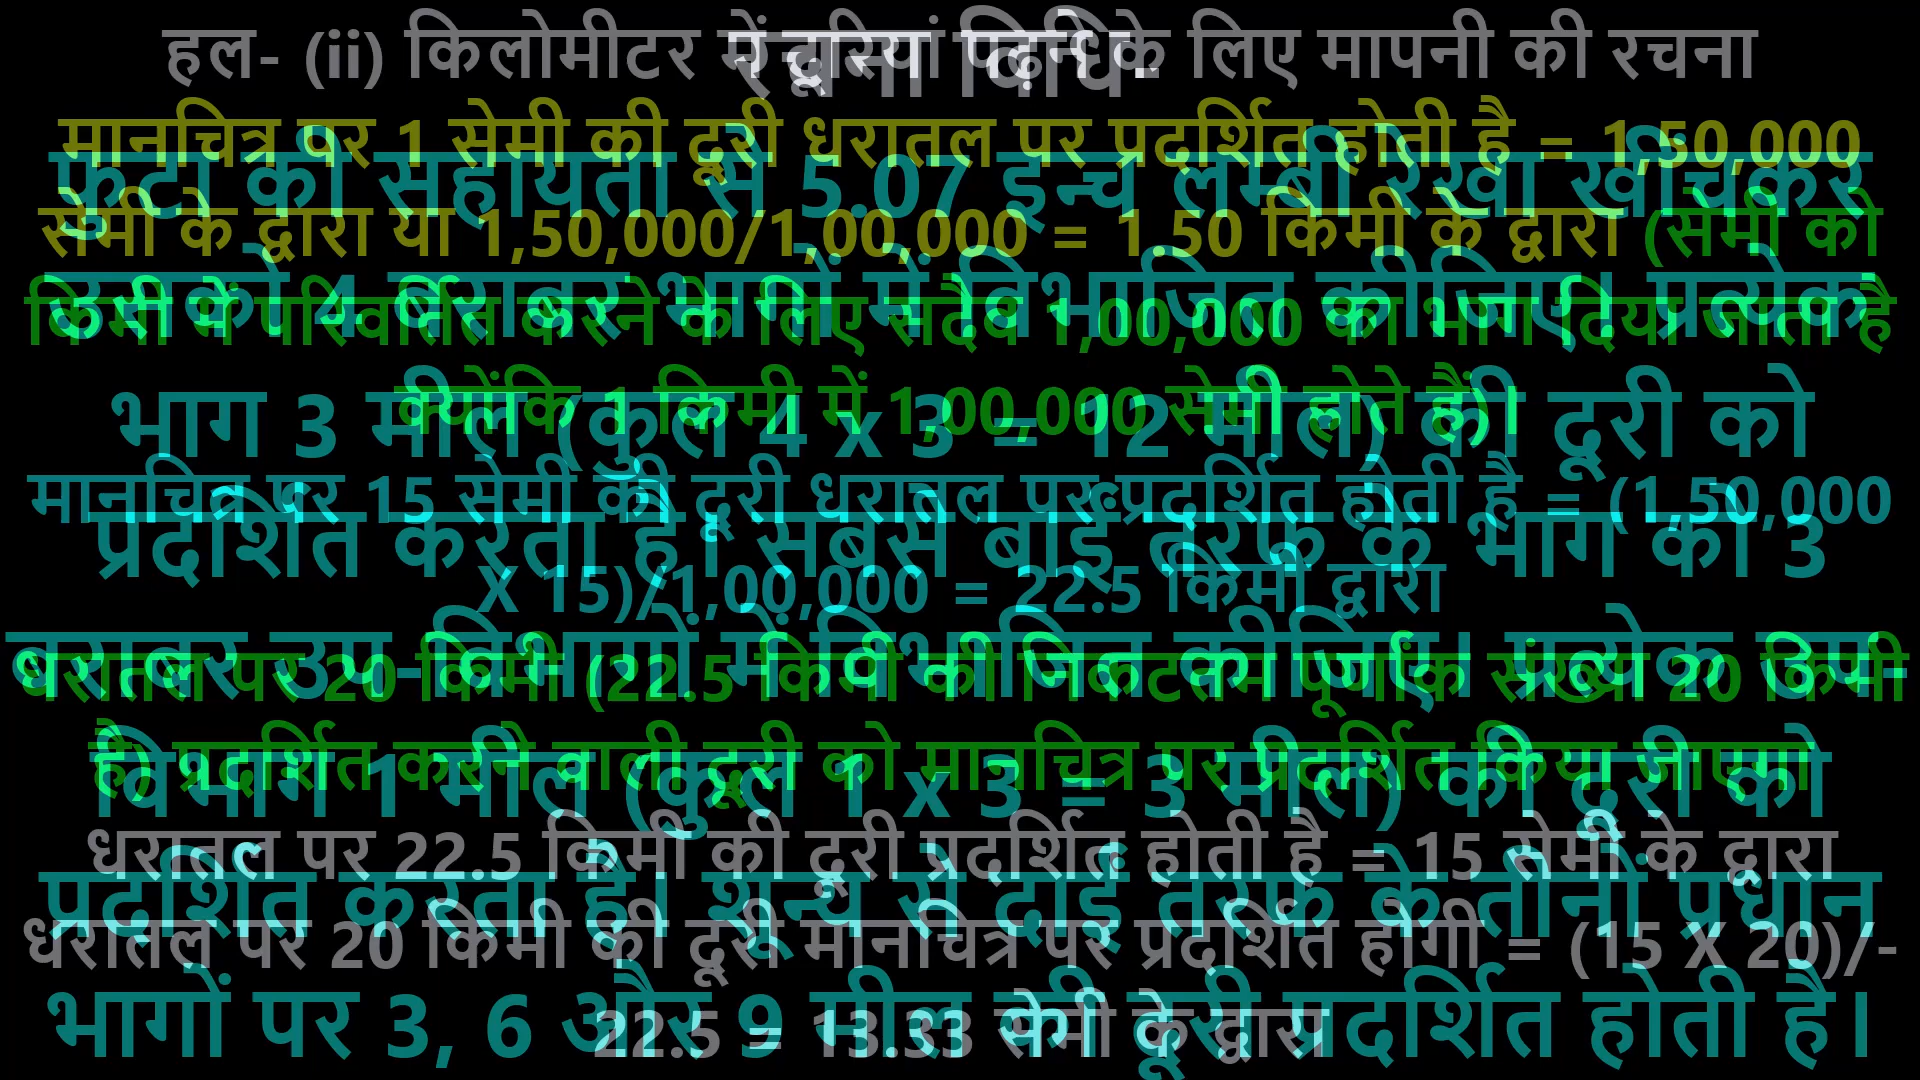 रचना विधि-
फुटा की सहायता से 5.07 इन्च लम्बी रेखा खींचकर
उसको 4 बराबर भागों में विभाजित कीजिए। प्रत्येक
भाग 3 मील (कुल 4 x 3 = 12 मील) की दूरी को
प्रदर्शित करता है। सबसे बाईं तरफ के भाग को 3
बराबर उप-विभागों में विभाजित कीजिए। प्रत्येक उप-
विभाग 1 मील (कुल 1 x 3 = 3 मील) की दूरी को
प्रदर्शित करता है। शून्य से दाईं तरफ के तीनों प्रधान
भागों पर 3, 6 और 9 मील की दूरी प्रदर्शित होती है।
हल- (ii) किलोमीटर में दूरियां पढ़ने के लिए मापनी की रचना
मानचित्र पर 1 सेमी की दूरी धरातल पर प्रदर्शित होती है = 1,50,000
सेमी के द्वारा या 1,50,000/1,00,000 = 1.50 किमी के द्वारा (सेमी को
किमी में परिवर्तित करने के लिए सदैव 1,00,000 का भाग दिया जाता है
क्योंकि 1 किमी में 1,00,000 सेमी होते हैं)।
मानचित्र पर 15 सेमी की दूरी धरातल पर प्रदर्शित होती है = (1,50,000
X 15)/1,00,000 = 22.5 किमी द्वारा
धरातल पर 20 किमी (22.5 किमी की निकटतम पूर्णांक संख्या 20 किमी
है) प्रदर्शित करने वाली दूरी को मानचित्र पर प्रदर्शित किया जाएगा
धरातल पर 22.5 किमी की दूरी प्रदर्शित होती है = 15 सेमी के द्वारा
धरातल पर 20 किमी की दूरी मानचित्र पर प्रदर्शित होगी = (15 X 20)/-
22.5 = 13.33 सेमी के द्वारा